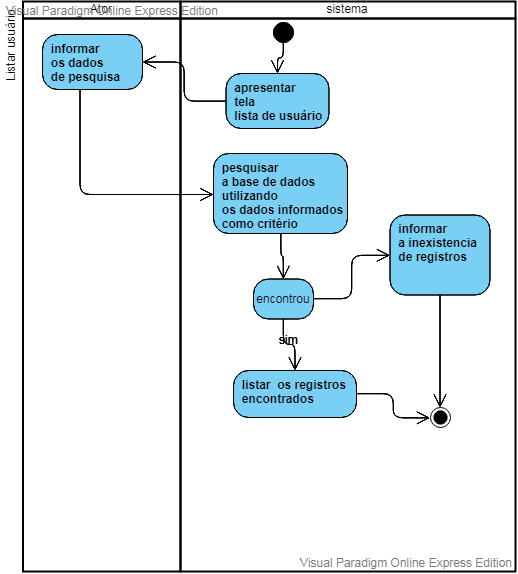 Visual Paradigm Online Express Edition
Ator
sistema
Listar usuário
informar
os dados
de pesquisa
apresentar
tela
lista de usuário
pesquisar
a base de dados
utilizando
os dados informados
como critério
informar
a inexistencia
de registros
encontrou
sim
listar os registros
encontrados
Visual Paradigm Online Express Edition